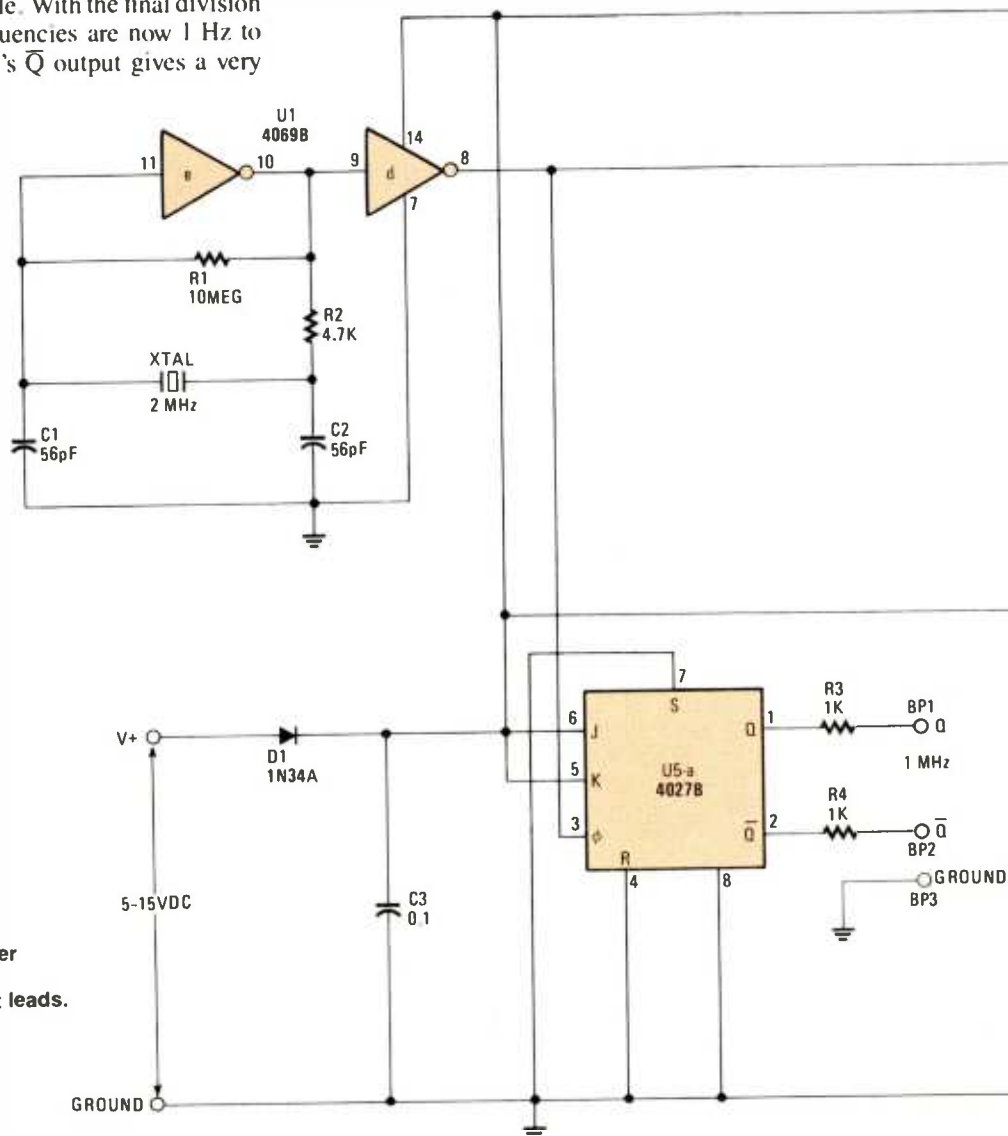 le. With the final division
uencies are now 1 Hz to
's Q̅ output gives a very
U1
4069B
11
e
10
9
d
14
8
7
R1
10MEG
R2
4.7K
XTAL
2 MHz
C1
56pF
C2
56pF
V+
D1
1N34A
5-15VDC
C3
0.1
GROUND
7
S
6
J
Q
1
5
K
U5-a
4027B
3
ϕ
Q̅
2
R
4
8
R3
1K
BP1
Q
1 MHz
R4
1K
Q̅
BP2
GROUND
BP3
er
t leads.